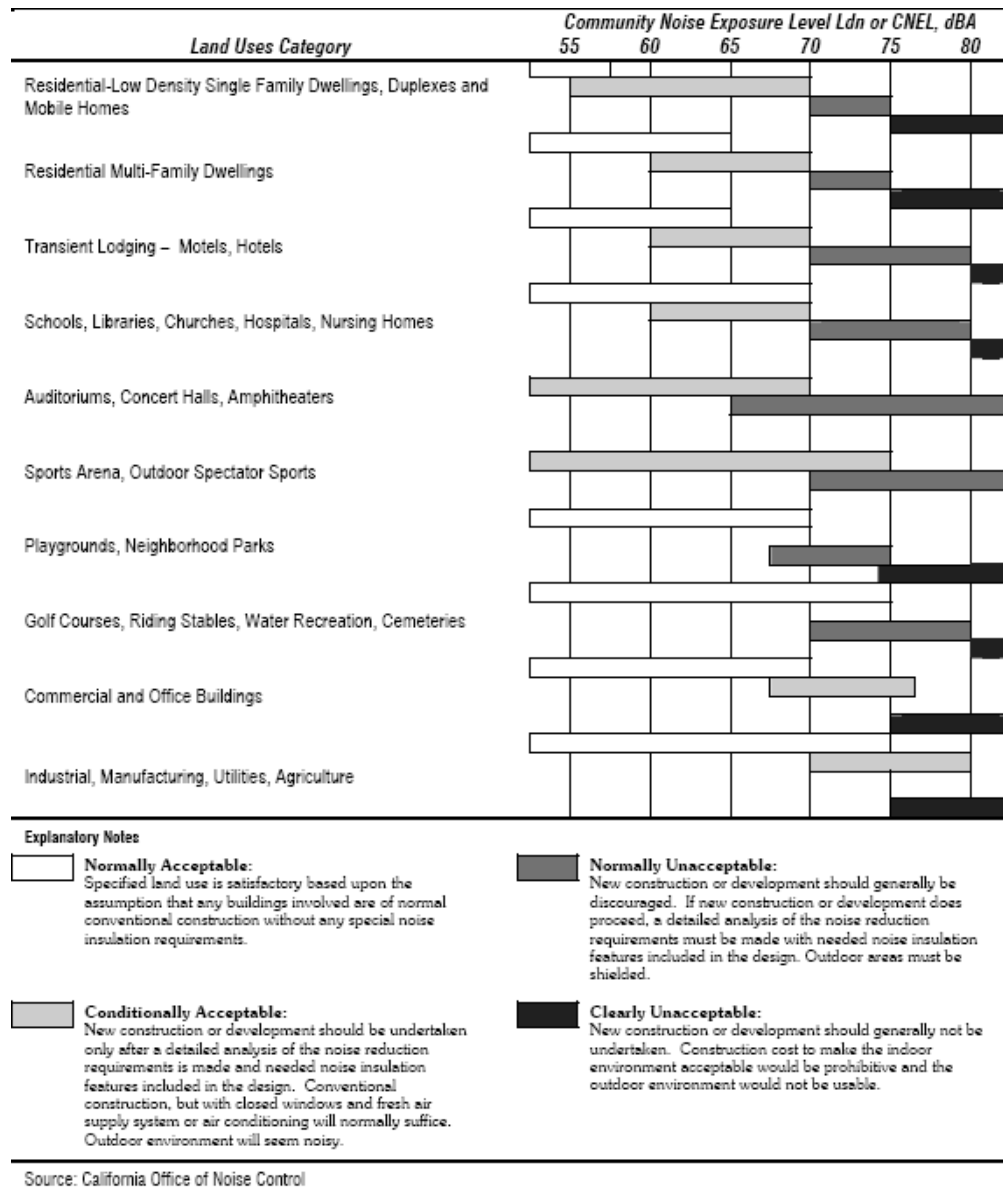 Community Noise Exposure Level Ldn or CNEL, dBA
Land Uses Category
55 60 65 70 75 80
Residential-Low Density Single Family Dwellings, Duplexes and
Mobile Homes
Residential Multi-Family Dwellings
Transient Lodging – Motels, Hotels
Schools, Libraries, Churches, Hospitals, Nursing Homes
Auditoriums, Concert Halls, Amphitheaters
Sports Arena, Outdoor Spectator Sports
Playgrounds, Neighborhood Parks
Golf Courses, Riding Stables, Water Recreation, Cemeteries
Commercial and Office Buildings
Industrial, Manufacturing, Utilities, Agriculture
Explanatory Notes
Normally Acceptable:
Specified land use is satisfactory based upon the
assumption that any buildings involved are of normal
conventional construction without any special noise
insulation requirements.
Normally Unacceptable:
New construction or development should generally be
discouraged. If new construction or development does
proceed, a detailed analysis of the noise reduction
requirements must be made with needed noise insulation
features included in the design. Outdoor areas must be
shielded.
Conditionally Acceptable:
New construction or development should be undertaken
only after a detailed analysis of the noise reduction
requirements is made and needed noise insulation
features included in the design. Conventional
construction, but with closed windows and fresh air
supply system or air conditioning will normally suffice.
Outdoor environment will seem noisy.
Clearly Unacceptable:
New construction or development should generally not be
undertaken. Construction cost to make the indoor
environment acceptable would be prohibitive and the
outdoor environment would not be usable.
Source: California Office of Noise Control